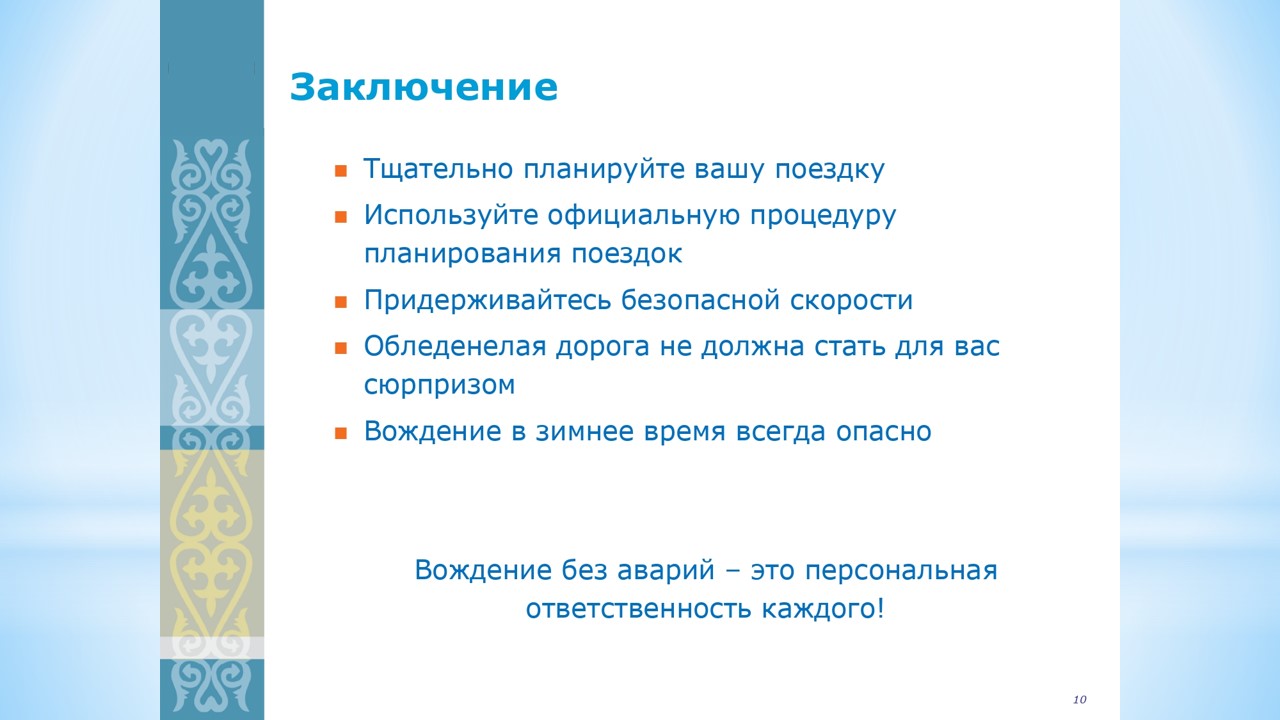 Заключение
Тщательно планируйте вашу поездку
Используйте официальную процедуру
планирования поездок
Придерживайтесь безопасной скорости
Обледенелая дорога не должна стать для вас
сюрпризом
Вождение в зимнее время всегда опасно
Вождение без аварий – это персональная
ответственность каждого!
10